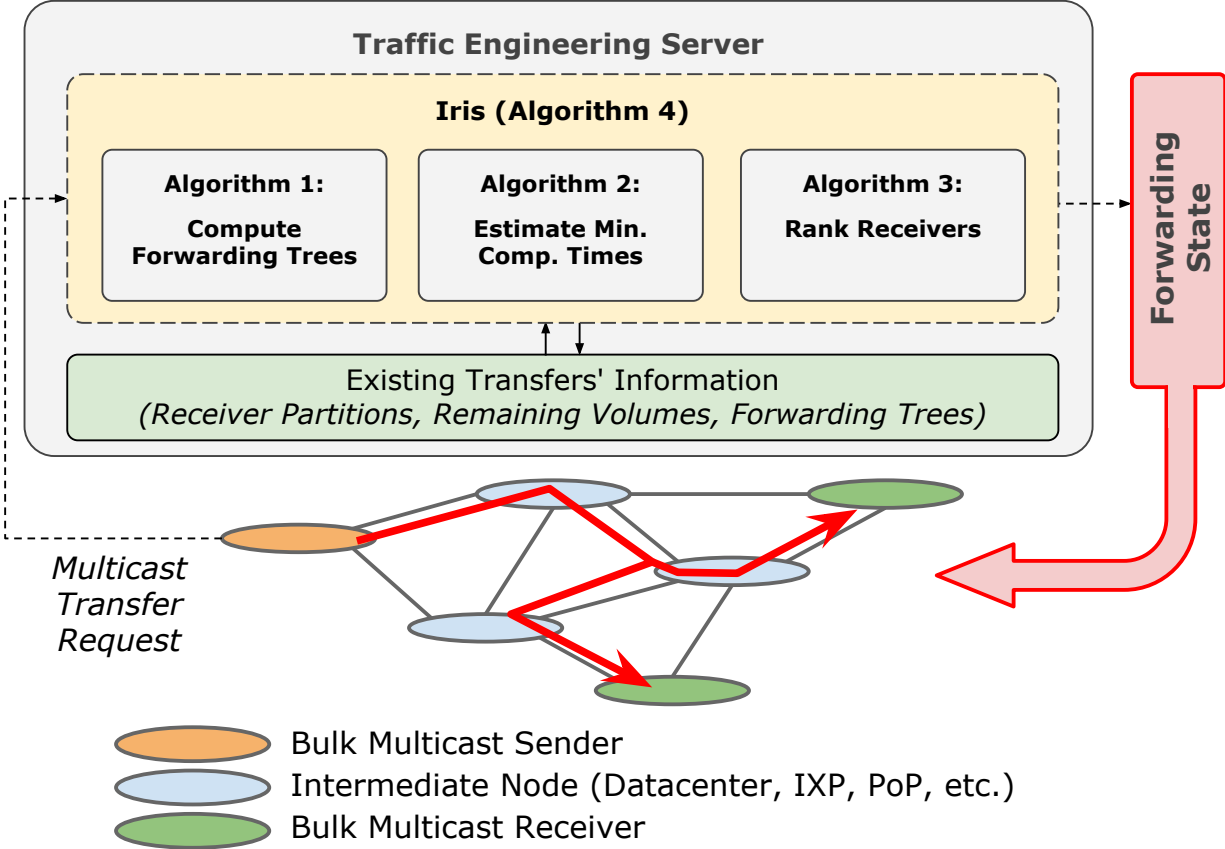 Traffic Engineering Server
Iris (Algorithm 4)
Algorithm 1:
Compute
Forwarding Trees
Algorithm 2:
Estimate Min.
Comp. Times
Algorithm 3:
Rank Receivers
Forwarding
State
Existing Transfers' Information
(Receiver Partitions, Remaining Volumes, Forwarding Trees)
Multicast
Transfer
Request
Bulk Multicast Sender
Intermediate Node (Datacenter, IXP, PoP, etc.)
Bulk Multicast Receiver